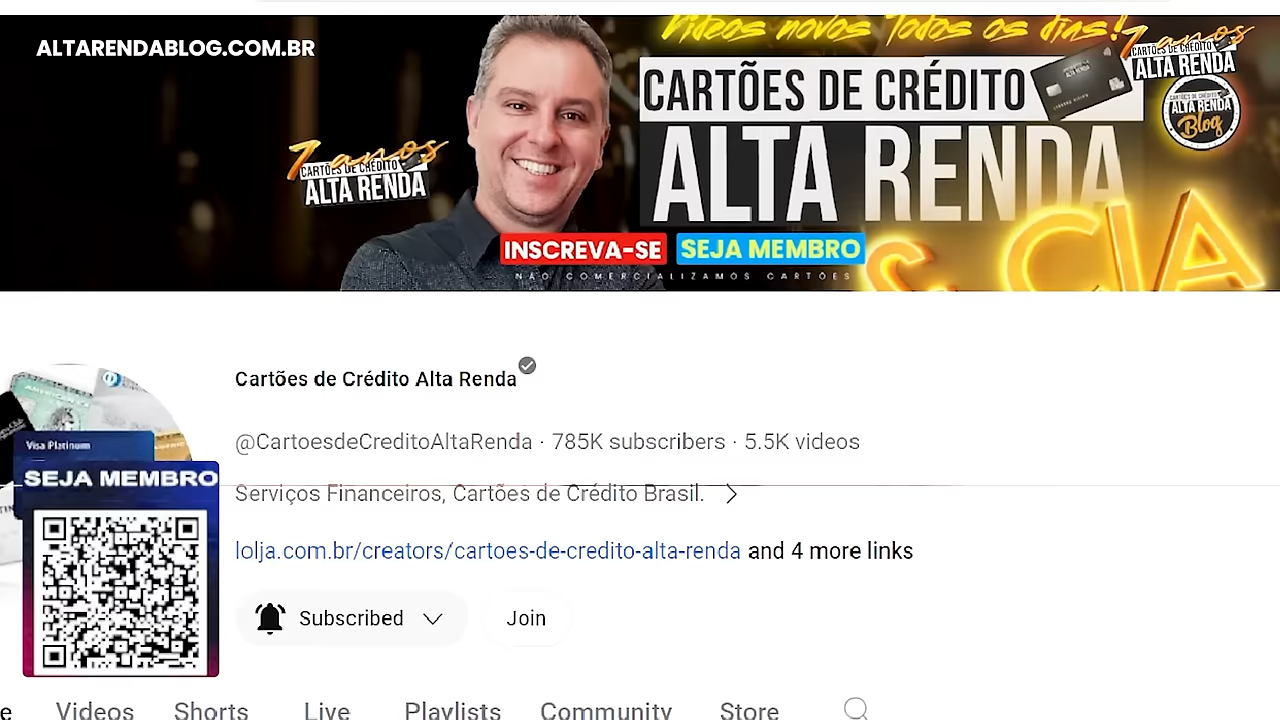 ALTARENDABLOG.COM.BR
Videos novos Todos os dias!
7 anos
CARTÕES DE CRÉDITO
ALTA RENDA
7 anos
CARTÕES DE CRÉDITO
ALTA RENDA
CARTÕES DE CRÉDITO
ALTA RENDA
Blog
CARTÕES DE CRÉDITO
ALTA RENDA
& CIA
INSCREVA-SE
SEJA MEMBRO
NÃO COMERCIALIZAMOS CARTÕES
Cartões de Crédito Alta Renda
@CartoesdeCreditoAltaRenda · 785K subscribers · 5.5K videos
Serviços Financeiros, Cartões de Crédito Brasil.
lolja.com.br/creators/cartoes-de-credito-alta-renda and 4 more links
Visa Platinum
SEJA MEMBRO
Subscribed
Join
e Videos Shorts Live Playlists Community Store